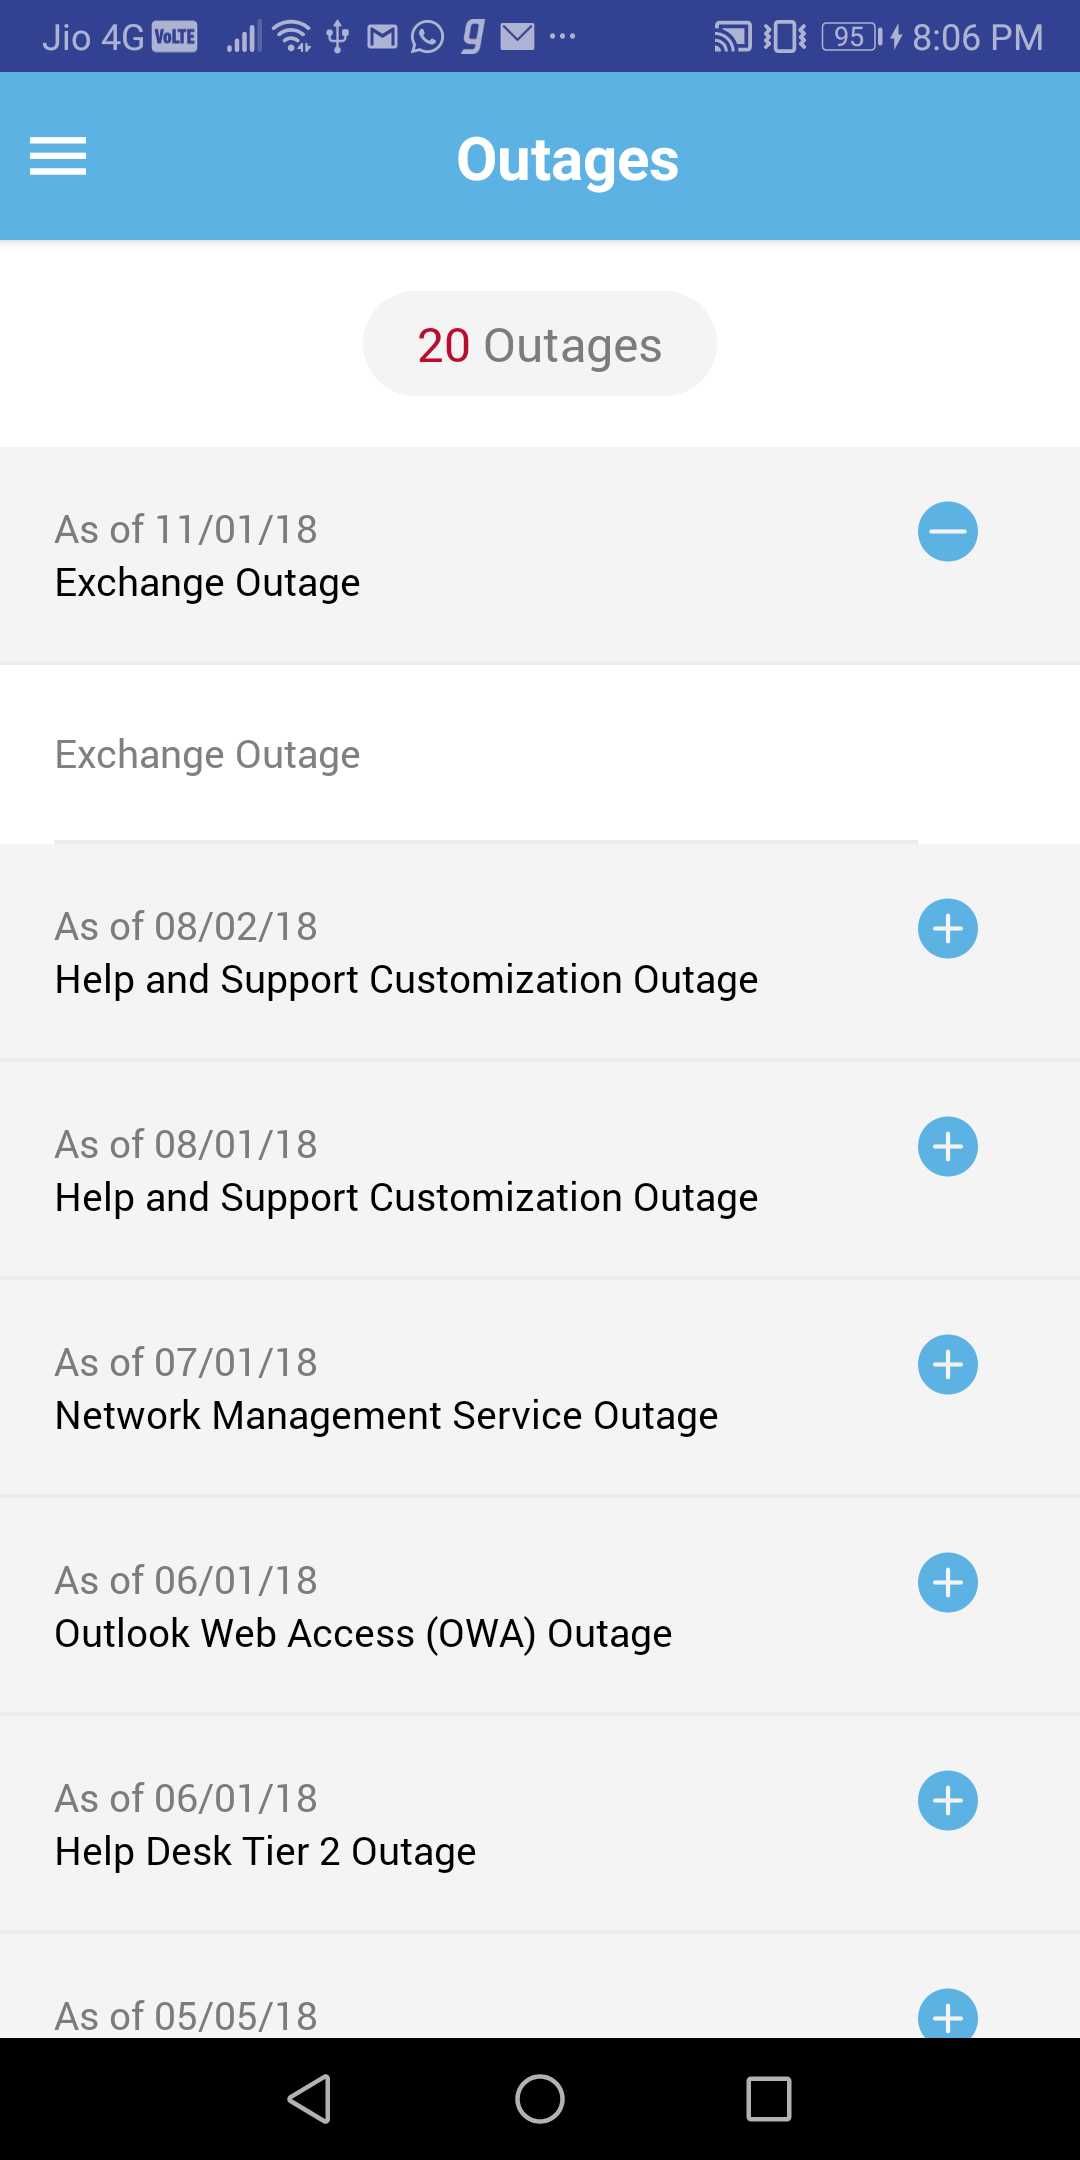 Jio 4G VoLTE g ... 95 8:06 PM
Outages
20 Outages
As of 11/01/18
Exchange Outage
Exchange Outage
As of 08/02/18
Help and Support Customization Outage
As of 08/01/18
Help and Support Customization Outage
As of 07/01/18
Network Management Service Outage
As of 06/01/18
Outlook Web Access (OWA) Outage
As of 06/01/18
Help Desk Tier 2 Outage
As of 05/05/18